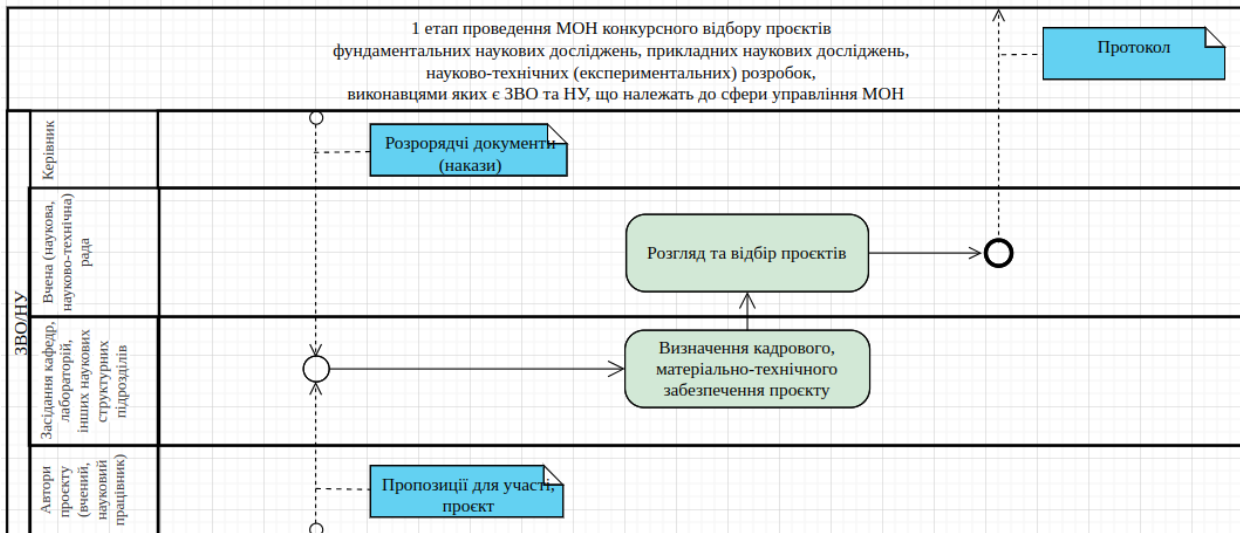 1 етап проведення МОН конкурсного відбору проєктів
фундаментальних наукових досліджень, прикладних наукових досліджень,
науково-технічних (експериментальних) розробок,
виконавцями яких є ЗВО та НУ, що належать до сфери управління МОН
Протокол
ЗВО/НУ
Керівник
Розрорядчі документи
(накази)
Вчена (наукова,
науково-технічна)
рада
Розгляд та відбір проєктів
Засідання кафедр,
лабораторій,
інших наукових
структурних
підрозділів
Визначення кадрового,
матеріально-технічного
забезпечення проєкту
Автори
проєкту
(вчений,
науковий
працівник)
Пропозиції для участі,
проєкт